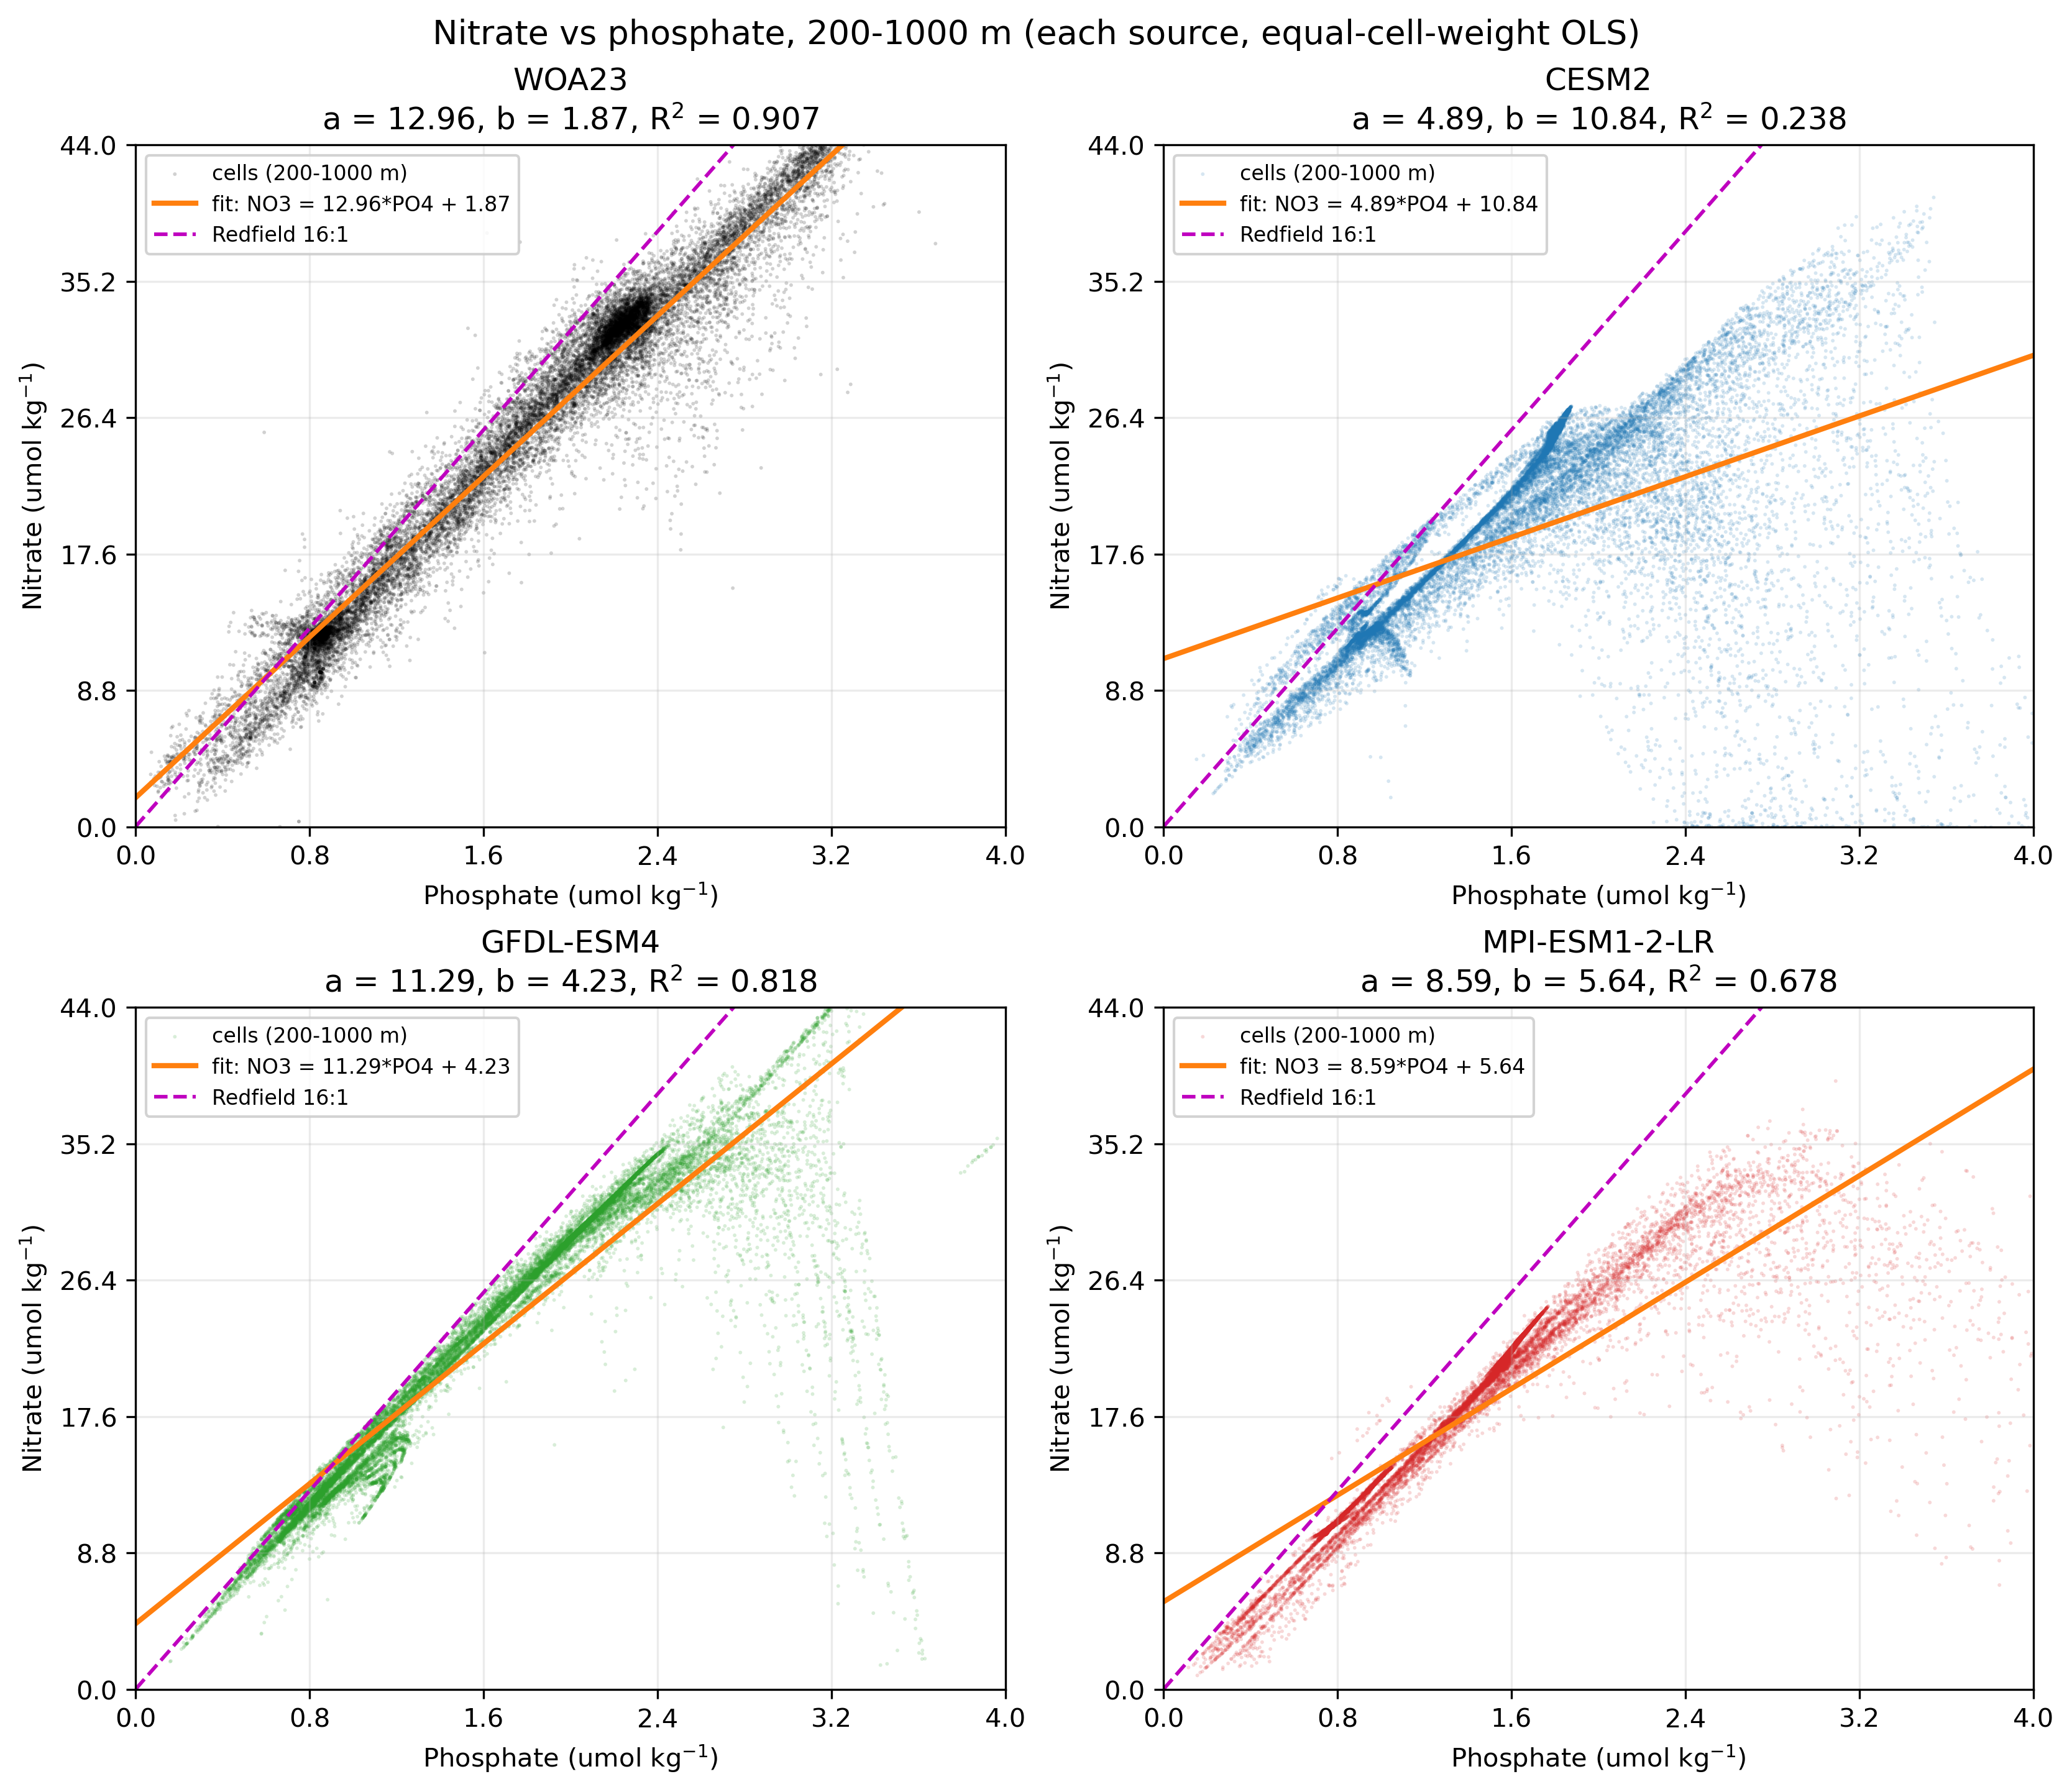 Nitrate vs phosphate, 200-1000 m (each source, equal-cell-weight OLS)
WOA23
a = 12.96, b = 1.87, R² = 0.907
44.0
35.2
26.4
17.6
8.8
0.0
Nitrate (umol kg⁻¹)
cells (200-1000 m)
fit: NO3 = 12.96*PO4 + 1.87
Redfield 16:1
0.0 0.8 1.6 2.4 3.2 4.0
Phosphate (umol kg⁻¹)
CESM2
a = 4.89, b = 10.84, R² = 0.238
44.0
35.2
26.4
17.6
8.8
0.0
Nitrate (umol kg⁻¹)
cells (200-1000 m)
fit: NO3 = 4.89*PO4 + 10.84
Redfield 16:1
0.0 0.8 1.6 2.4 3.2 4.0
Phosphate (umol kg⁻¹)
GFDL-ESM4
a = 11.29, b = 4.23, R² = 0.818
44.0
35.2
26.4
17.6
8.8
0.0
Nitrate (umol kg⁻¹)
cells (200-1000 m)
fit: NO3 = 11.29*PO4 + 4.23
Redfield 16:1
0.0 0.8 1.6 2.4 3.2 4.0
Phosphate (umol kg⁻¹)
MPI-ESM1-2-LR
a = 8.59, b = 5.64, R² = 0.678
44.0
35.2
26.4
17.6
8.8
0.0
Nitrate (umol kg⁻¹)
cells (200-1000 m)
fit: NO3 = 8.59*PO4 + 5.64
Redfield 16:1
0.0 0.8 1.6 2.4 3.2 4.0
Phosphate (umol kg⁻¹)